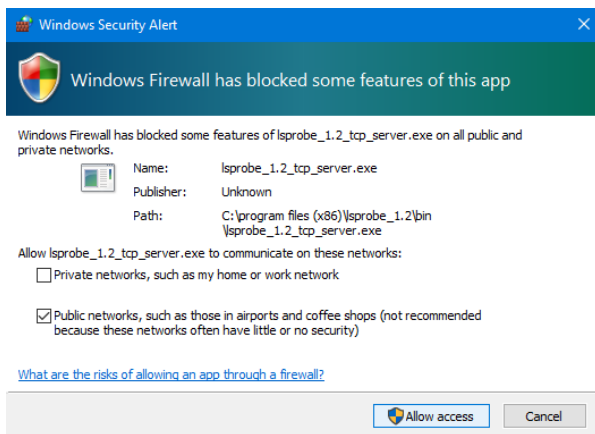 Windows Security Alert
Windows Firewall has blocked some features of this app
Windows Firewall has blocked some features of lsprobe_1.2_tcp_server.exe on all public and
private networks.
Name: lsprobe_1.2_tcp_server.exe
Publisher: Unknown
Path: C:\program files (x86)\lsprobe_1.2\bin
\lsprobe_1.2_tcp_server.exe
Allow lsprobe_1.2_tcp_server.exe to communicate on these networks:
Private networks, such as my home or work network
Public networks, such as those in airports and coffee shops (not recommended
because these networks often have little or no security)
What are the risks of allowing an app through a firewall?
Allow access Cancel